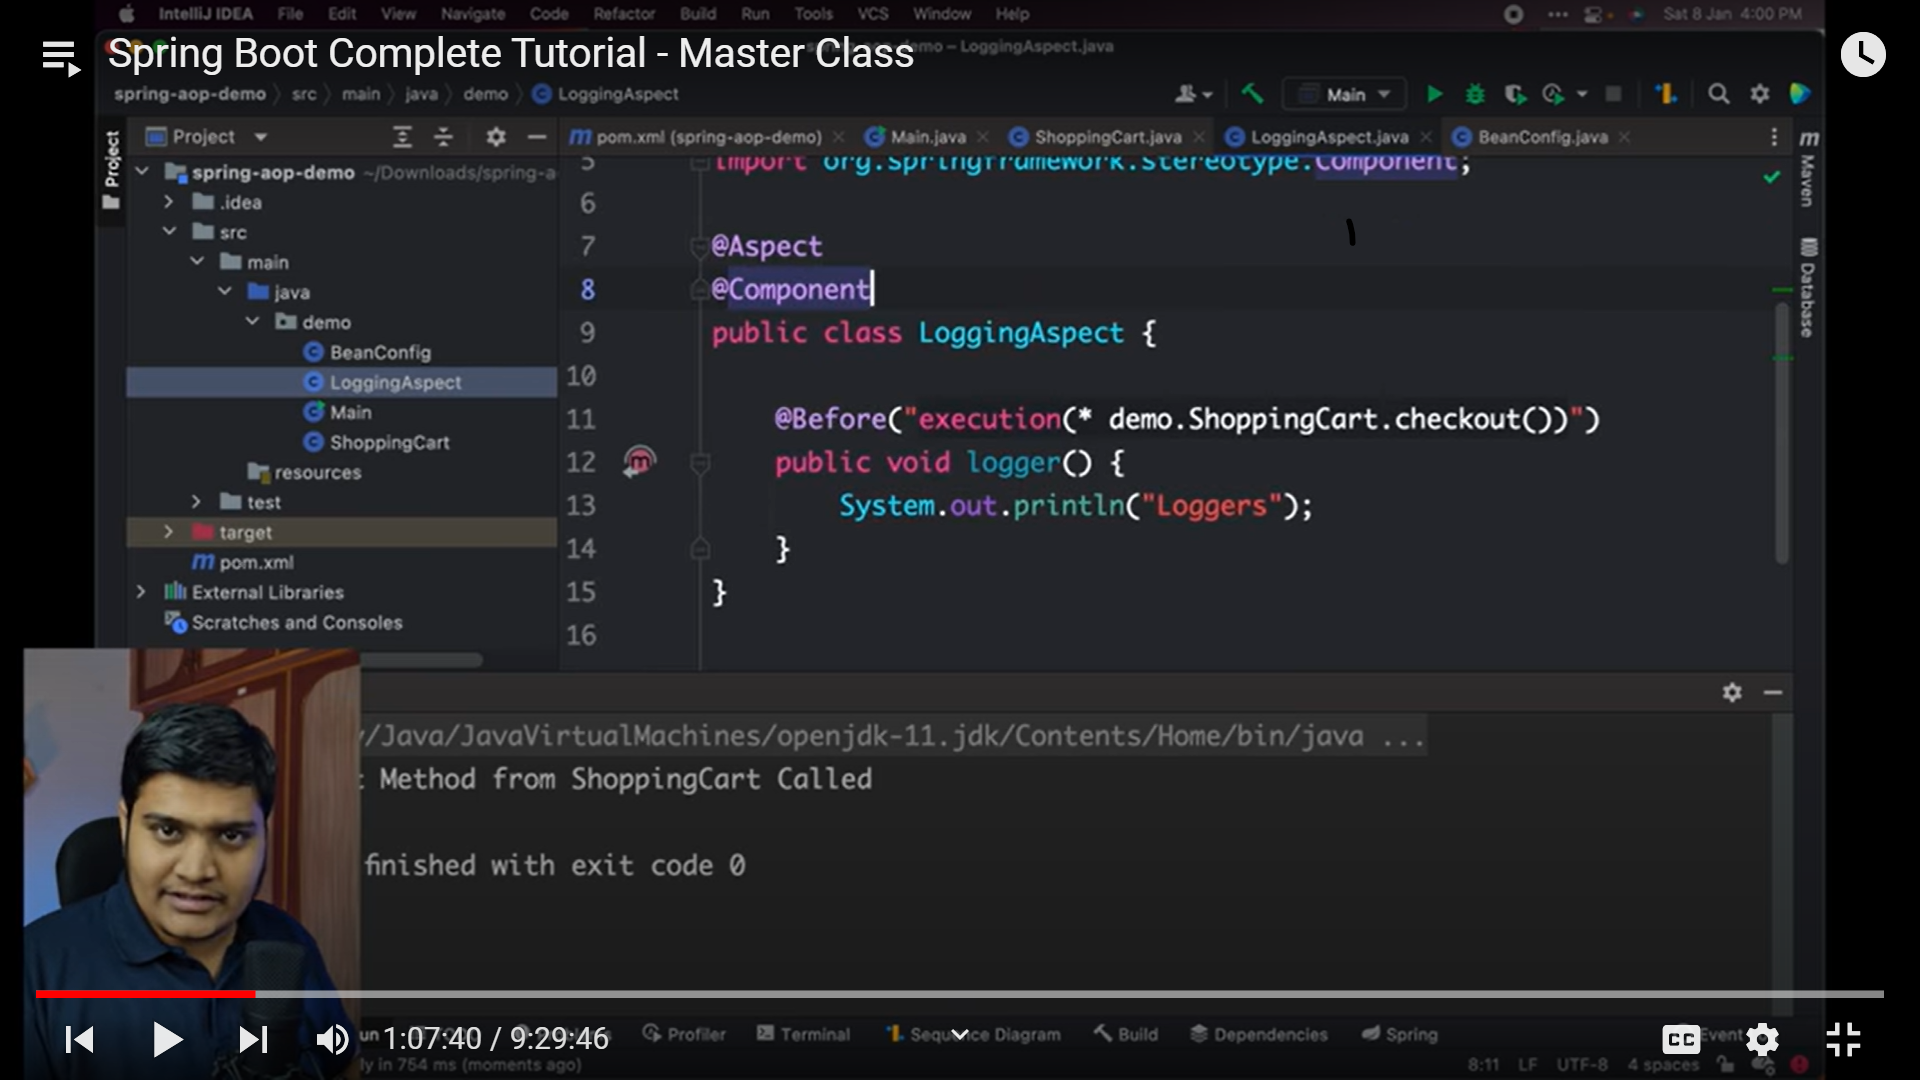 IntelliJ IDEA File Edit View Navigate Code Refactor Build Run Tools VCS Window Help Sat 8 Jan 4:00 PM
Spring Boot Complete Tutorial - Master Class
LoggingAspect.java
spring-aop-demo src main java demo LoggingAspect Main
Project pom.xml (spring-aop-demo) Main.java ShoppingCart.java LoggingAspect.java BeanConfig.java
Project
Maven
Database
spring-aop-demo ~/Downloads/spring-a
.idea
src
main
java
demo
BeanConfig
LoggingAspect
Main
ShoppingCart
resources
test
target
pom.xml
External Libraries
Scratches and Consoles
5 import org.springframework.stereotype.Component;
6
7 @Aspect
8 @Component
9 public class LoggingAspect {
10
11 @Before("execution(* demo.ShoppingCart.checkout())")
12 public void logger() {
13 System.out.println("Loggers");
14 }
15 }
16
/Java/JavaVirtualMachines/openjdk-11.jdk/Contents/Home/bin/java ...
Method from ShoppingCart Called
finished with exit code 0
1:07:40 / 9:29:46
Profiler Terminal Sequence Diagram Build Dependencies Spring Event
CC
in 754 ms (moments ago) 8:11 LF UTF-8 4 spaces